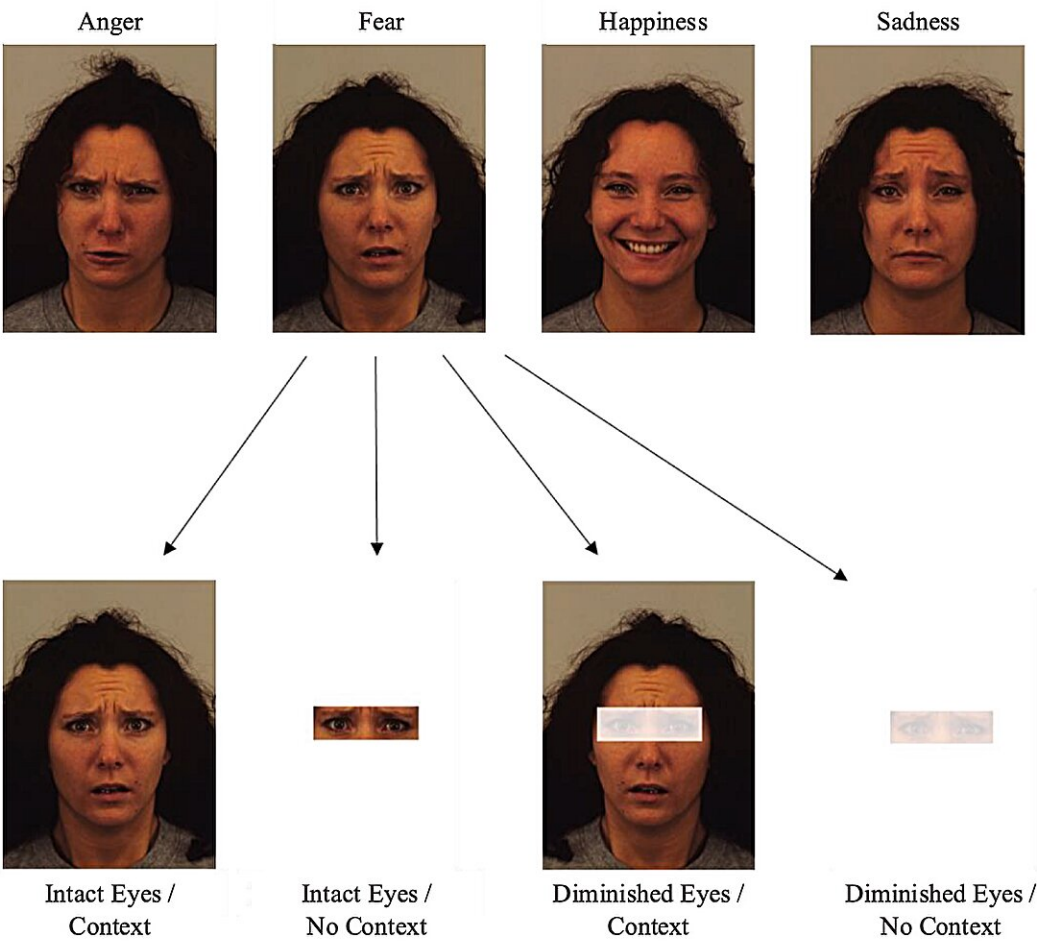 Anger
Fear
Happiness
Sadness
Intact Eyes /
Context
Intact Eyes /
No Context
Diminished Eyes /
Context
Diminished Eyes /
No Context